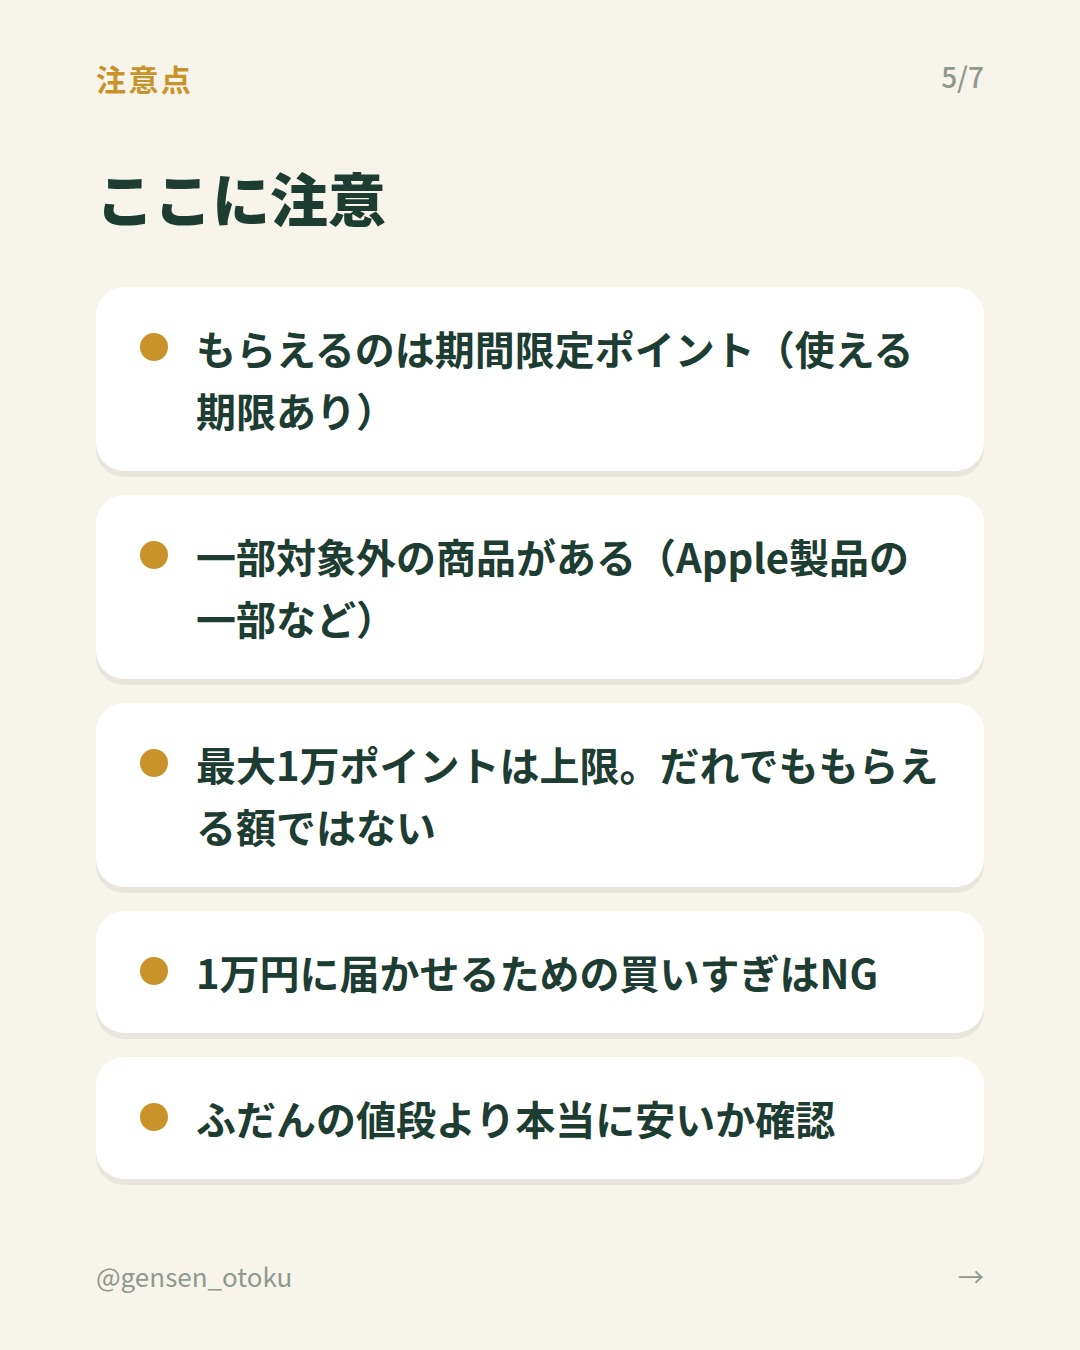 注意点
5/7
ここに注意
もらえるのは期間限定ポイント（使える
期限あり）
一部対象外の商品がある（Apple製品の
一部など）
最大1万ポイントは上限。だれでももらえ
る額ではない
1万円に届かせるための買いすぎはNG
ふだんの値段より本当に安いか確認
@gensen_otoku
→